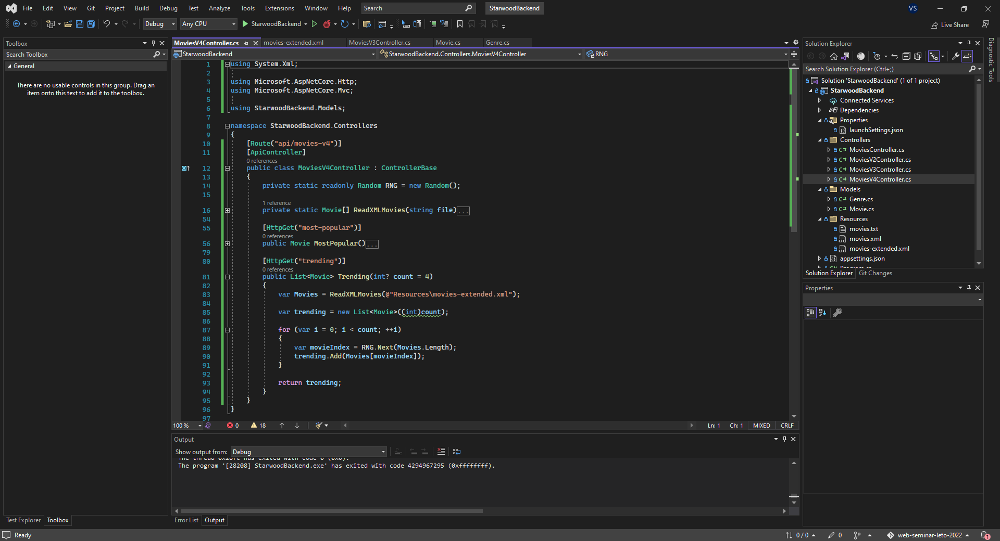 File Edit View Git Project Build Debug Test Analyze Tools Extensions Window Help Search StarwoodBackend VS
Debug Any CPU StarwoodBackend Live Share
Toolbox
Search Toolbox
General
There are no usable controls in this group. Drag an
item onto this text to add it to the toolbox.
Test Explorer Toolbox
MoviesV4Controller.cs movies-extended.xml MoviesV3Controller.cs Movie.cs Genre.cs
StarwoodBackend StarwoodBackend.Controllers.MoviesV4Controller RNG
1 using System.Xml;
2
3 using Microsoft.AspNetCore.Http;
4 using Microsoft.AspNetCore.Mvc;
5
6 using StarwoodBackend.Models;
7
8 namespace StarwoodBackend.Controllers
9 {
10 [Route("api/movies-v4")]
11 [ApiController]
0 references
12 public class MoviesV4Controller : ControllerBase
13 {
14 private static readonly Random RNG = new Random();
15
1 reference
16 private static Movie[] ReadXMLMovies(string file)...
54
55 [HttpGet("most-popular")]
0 references
56 public Movie MostPopular()...
79
80 [HttpGet("trending")]
0 references
81 public List<Movie> Trending(int? count = 4)
82 {
83 var Movies = ReadXMLMovies(@"Resources\movies-extended.xml");
84
85 var trending = new List<Movie>((int)count);
86
87 for (var i = 0; i < count; ++i)
88 {
89 var movieIndex = RNG.Next(Movies.Length);
90 trending.Add(Movies[movieIndex]);
91 }
92
93 return trending;
94 }
95 }
96 }
97
100 % 0 18 Ln: 1 Ch: 1 MIXED CRLF
Output
Show output from: Debug
The thread 0x281c has exited with code 0 (0x0).
The program '[28208] StarwoodBackend.exe' has exited with code 4294967295 (0xffffffff).
Error List Output
Solution Explorer
Search Solution Explorer (Ctrl+;)
Solution 'StarwoodBackend' (1 of 1 project)
StarwoodBackend
Connected Services
Dependencies
Properties
launchSettings.json
Controllers
C# MoviesController.cs
C# MoviesV2Controller.cs
C# MoviesV3Controller.cs
C# MoviesV4Controller.cs
Models
C# Genre.cs
C# Movie.cs
Resources
movies.txt
movies.xml
movies-extended.xml
appsettings.json
C# Program.cs
Solution Explorer Git Changes
Properties
Diagnostic Tools
Ready 0 / 0 0 web-seminar-leto-2022 1